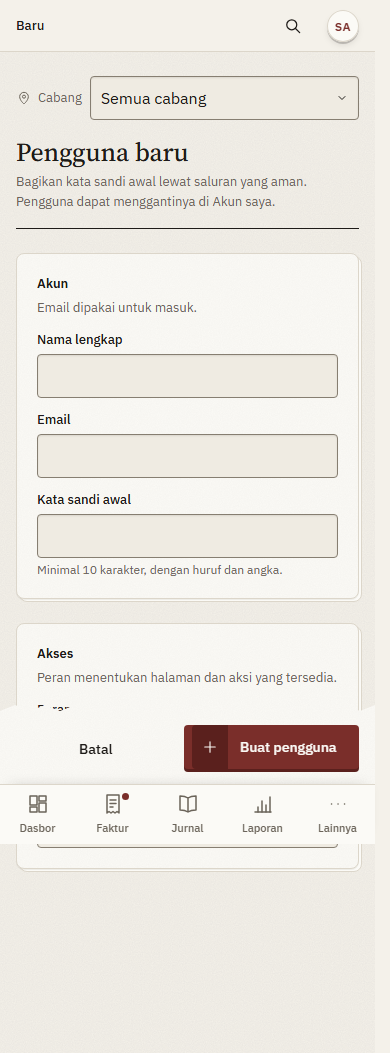 Baru
SA
Cabang
Semua cabang
Pengguna baru
Bagikan kata sandi awal lewat saluran yang aman.
Pengguna dapat menggantinya di Akun saya.
Akun
Email dipakai untuk masuk.
Nama lengkap
Email
Kata sandi awal
Minimal 10 karakter, dengan huruf dan angka.
Akses
Peran menentukan halaman dan aksi yang tersedia.
Batal
Buat pengguna
Dasbor
Faktur
Jurnal
Laporan
Lainnya